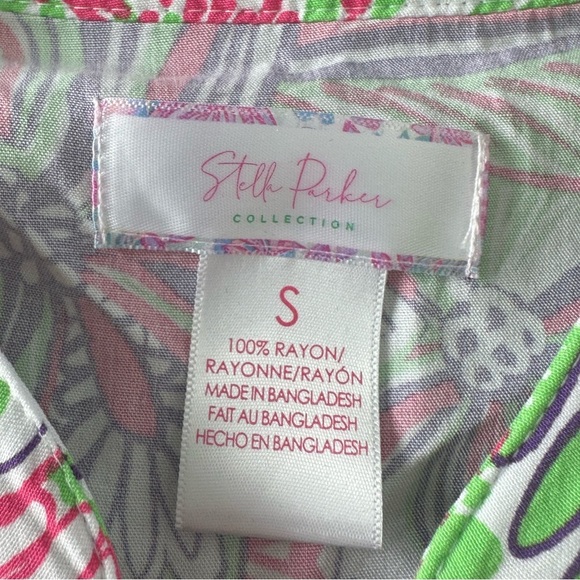 Stella Parker
COLLECTION
S
100% RAYON/
RAYONNE/RAYÓN
MADE IN BANGLADESH
FAIT AU BANGLADESH
HECHO EN BANGLADESH